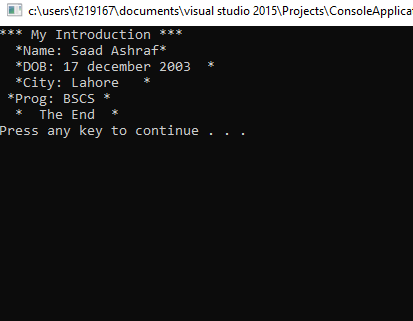 c:\users\f219167\documents\visual studio 2015\Projects\ConsoleApplicat
*** My Introduction ***
  *Name: Saad Ashraf*
  *DOB: 17 december 2003  *
  *City: Lahore   *
 *Prog: BSCS *
  *  The End  *
Press any key to continue . . .